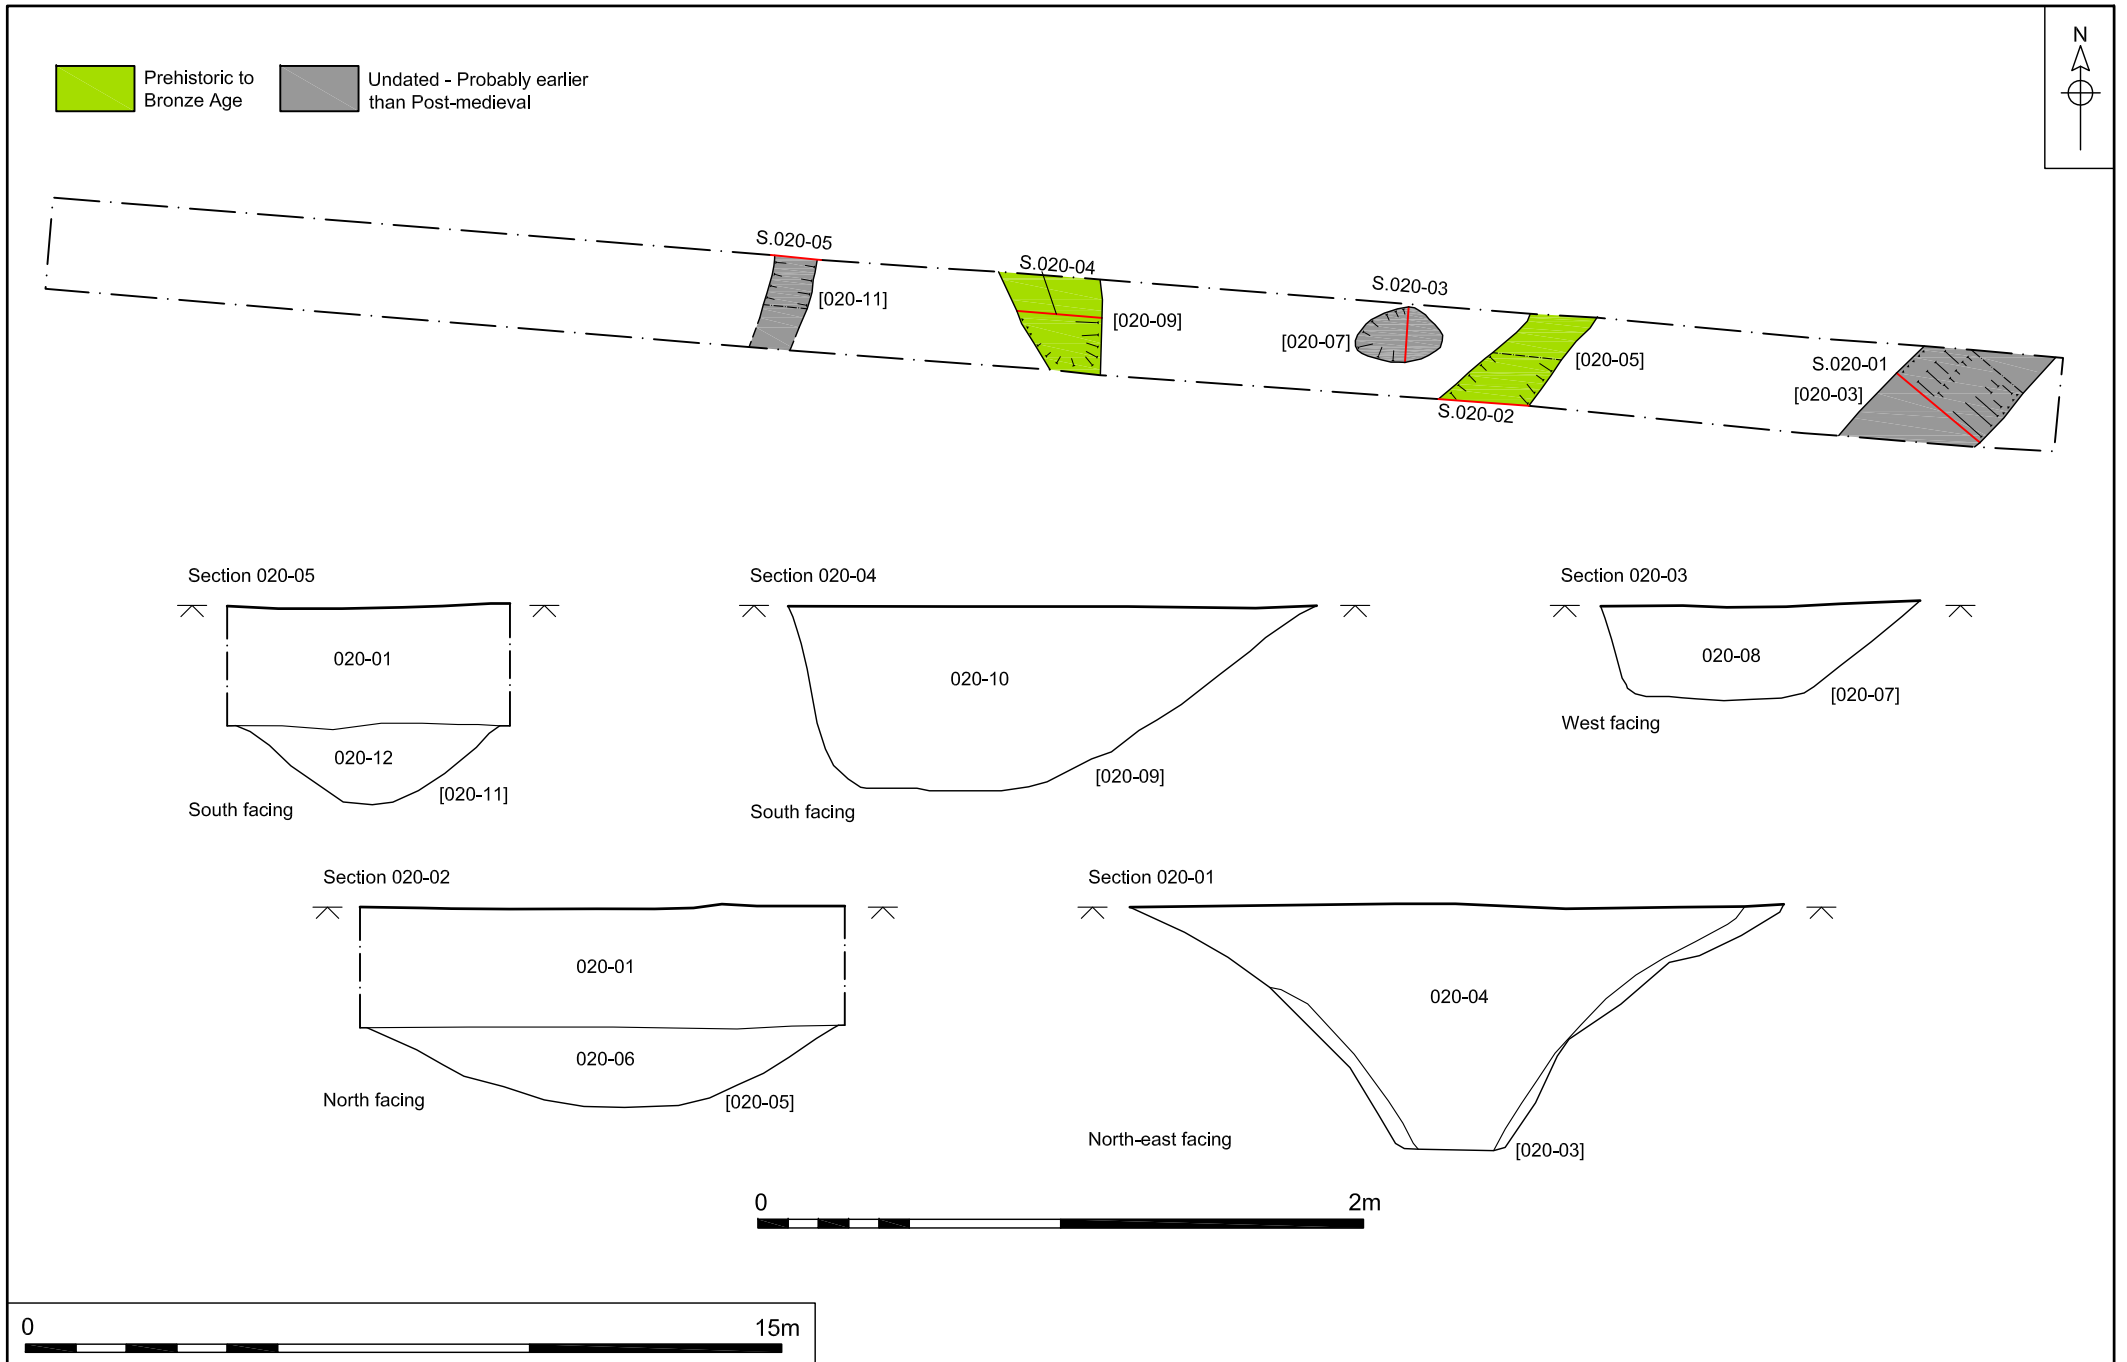 Prehistoric to
Bronze Age
Undated - Probably earlier
than Post-medieval
N
S.020-05
[020-11]
S.020-04
[020-09]
S.020-03
[020-07]
[020-05]
S.020-02
S.020-01
[020-03]
Section 020-05
020-01
020-12
[020-11]
South facing
Section 020-04
020-10
[020-09]
South facing
Section 020-03
020-08
[020-07]
West facing
Section 020-02
020-01
020-06
[020-05]
North facing
Section 020-01
020-04
[020-03]
North-east facing
0 2m
0 15m